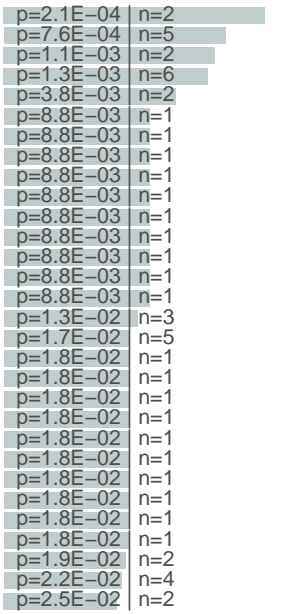 p=2.1E−04 n=2
p=7.6E−04 n=5
p=1.1E−03 n=2
p=1.3E−03 n=6
p=3.8E−03 n=2
p=8.8E−03 n=1
p=8.8E−03 n=1
p=8.8E−03 n=1
p=8.8E−03 n=1
p=8.8E−03 n=1
p=8.8E−03 n=1
p=8.8E−03 n=1
p=8.8E−03 n=1
p=8.8E−03 n=1
p=8.8E−03 n=1
p=1.3E−02 n=3
p=1.7E−02 n=5
p=1.8E−02 n=1
p=1.8E−02 n=1
p=1.8E−02 n=1
p=1.8E−02 n=1
p=1.8E−02 n=1
p=1.8E−02 n=1
p=1.8E−02 n=1
p=1.8E−02 n=1
p=1.8E−02 n=1
p=1.8E−02 n=1
p=1.9E−02 n=2
p=2.2E−02 n=4
p=2.5E−02 n=2